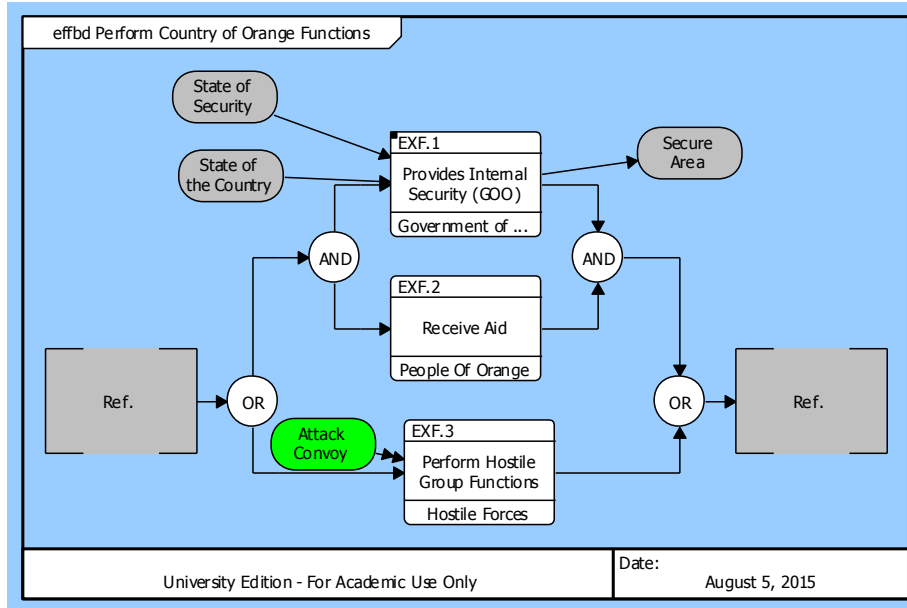 effbd Perform Country of Orange Functions
State of
Security
State of
the Country
EXF.1
Provides Internal
Security (GOO)
Government of ...
Secure
Area
AND
AND
EXF.2
Receive Aid
People Of Orange
Ref.
OR
Attack
Convoy
EXF.3
Perform Hostile
Group Functions
Hostile Forces
OR
Ref.
University Edition - For Academic Use Only
Date:
August 5, 2015